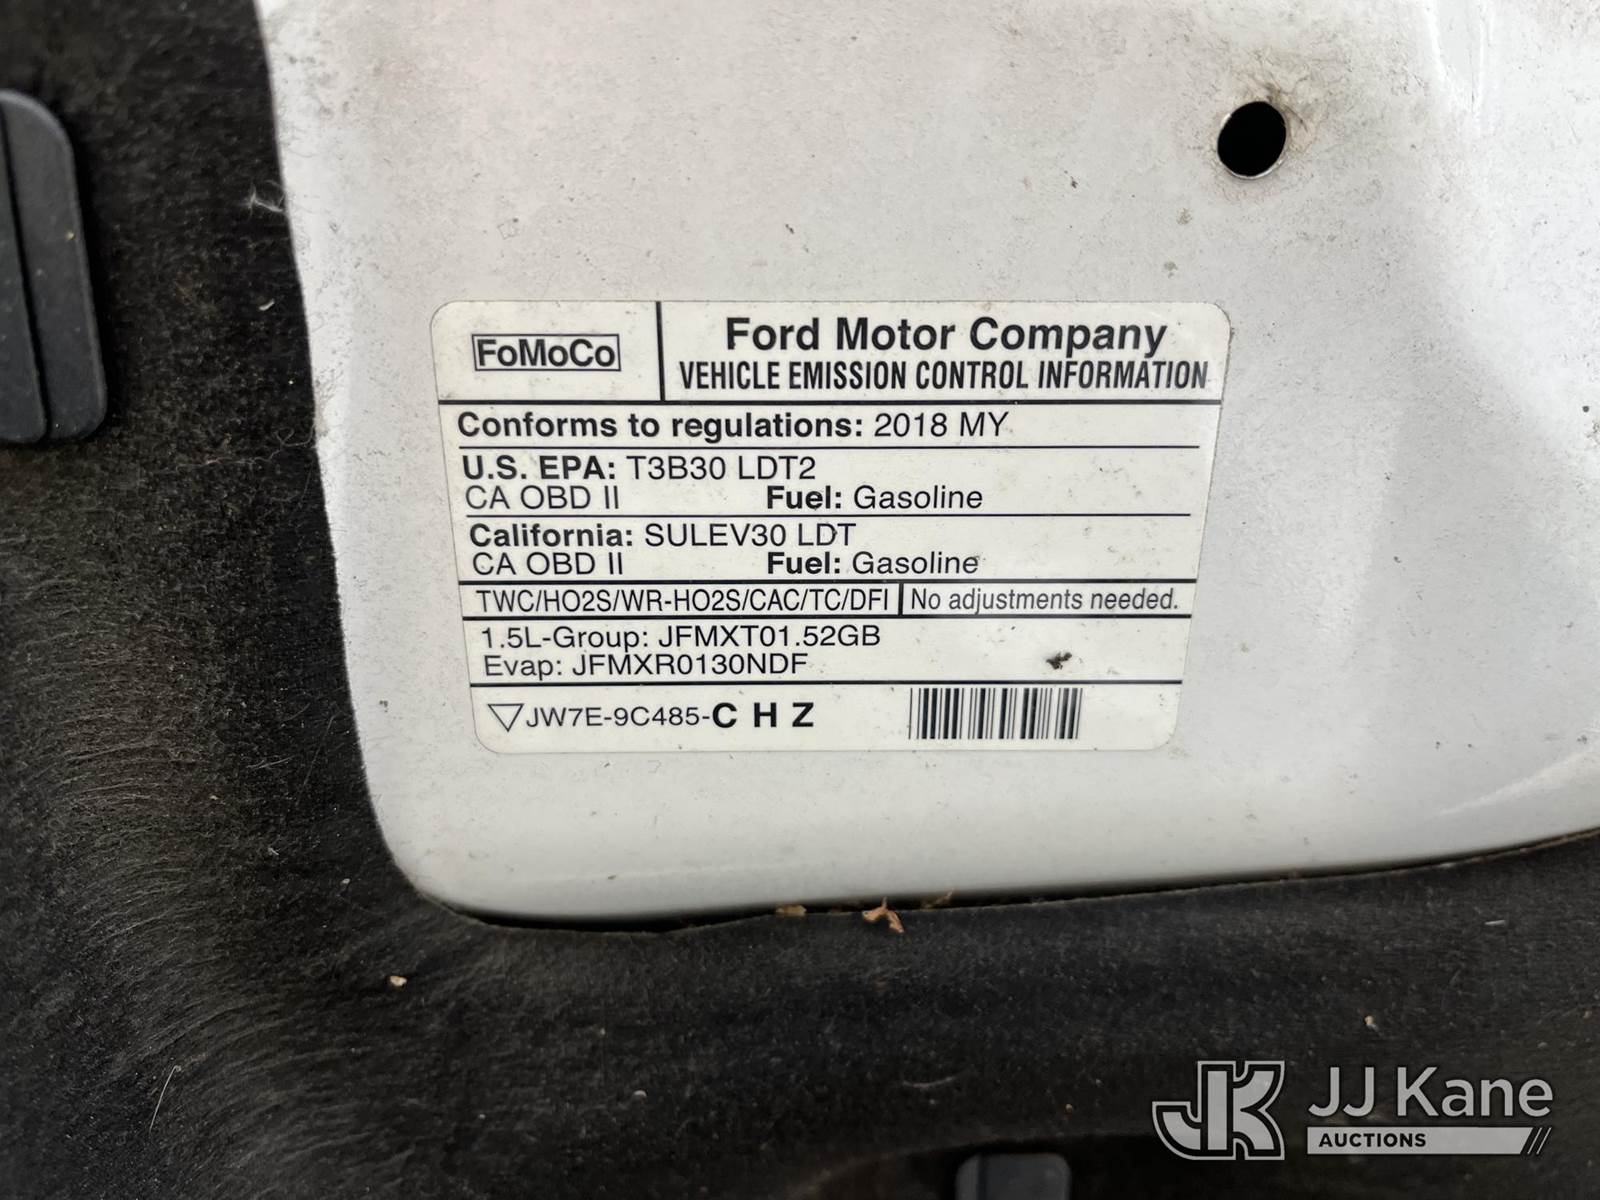 FoMoCo
Ford Motor Company
VEHICLE EMISSION CONTROL INFORMATION
Conforms to regulations: 2018 MY
U.S. EPA: T3B30 LDT2
CA OBD II Fuel: Gasoline
California: SULEV30 LDT
CA OBD II Fuel: Gasoline
TWC/HO2S/WR-HO2S/CAC/TC/DFI No adjustments needed.
1.5L-Group: JFMXT01.52GB
Evap: JFMXR0130NDF
JW7E-9C485-C H Z
JK JJ Kane
AUCTIONS